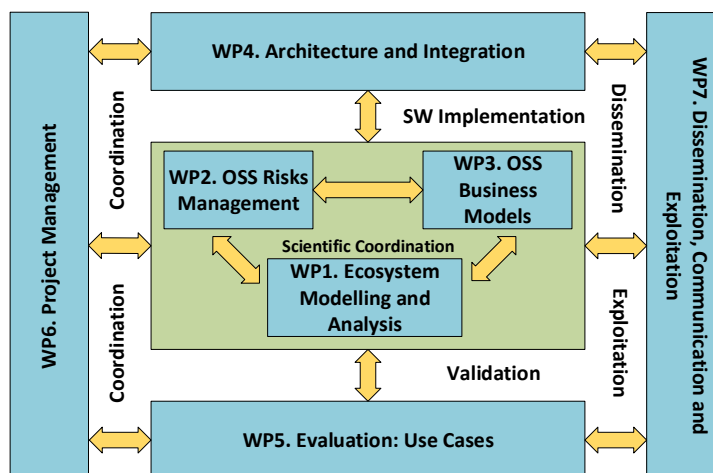 WP4. Architecture and Integration
SW Implementation
WP6. Project Management
Coordination
Coordination
WP2. OSS Risks
Management
WP3. OSS
Business
Models
Scientific Coordination
WP1. Ecosystem
Modelling and
Analysis
Dissemination
Exploitation
WP7. Dissemination, Communication and
Exploitation
Validation
WP5. Evaluation: Use Cases